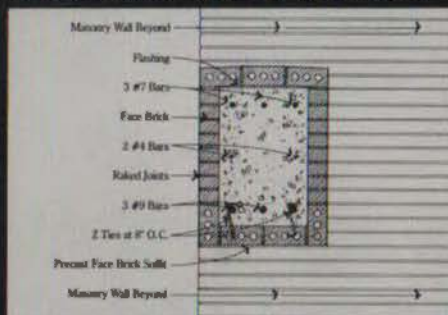 Masonry Wall Beyond
Flashing
3 #7 Bars
Face Brick
2 #4 Bars
Raked Joints
3 #9 Bars
Z Ties at 8" O.C.
Precast Face Brick Soffit
Masonry Wall Beyond